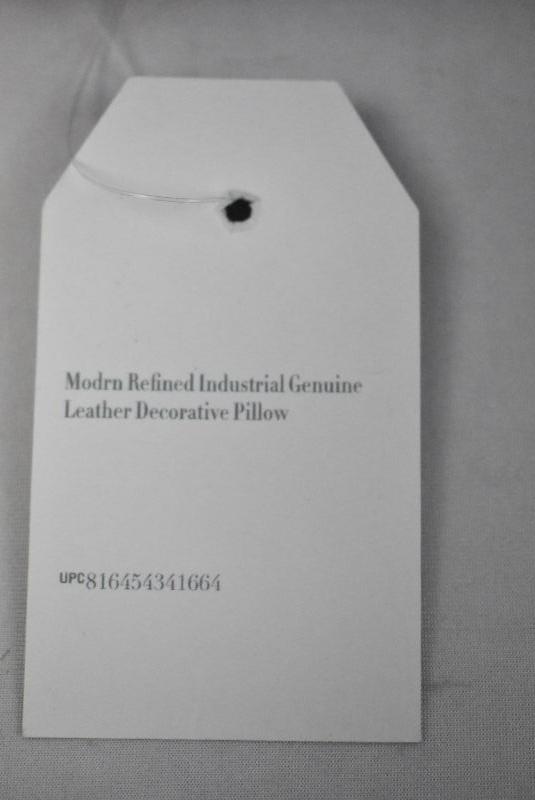 Modrn Refined Industrial Genuine
Leather Decorative Pillow
UPC816454341664